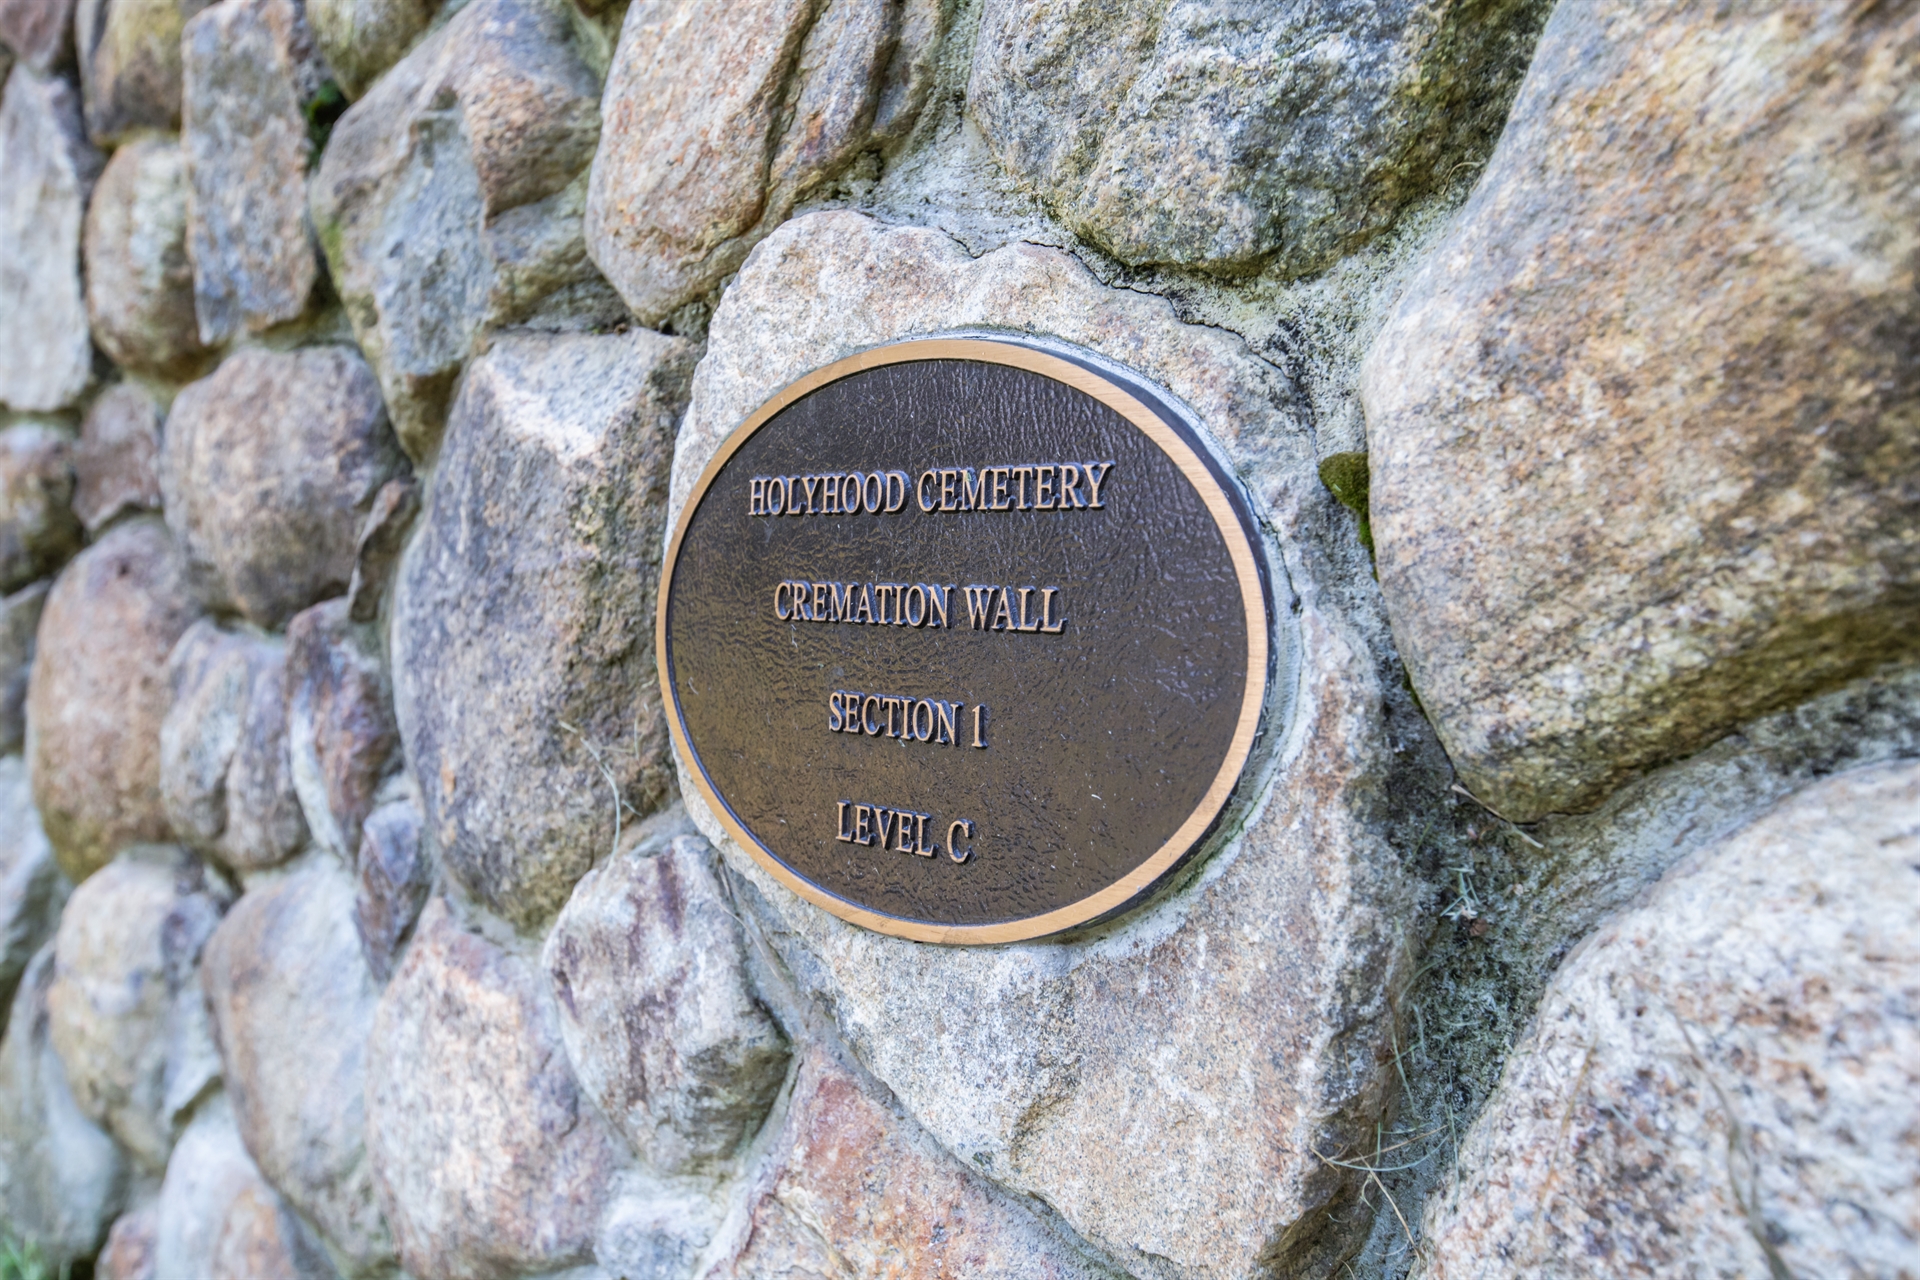 HOLYHOOD CEMETERY
CREMATION WALL
SECTION 1
LEVEL C